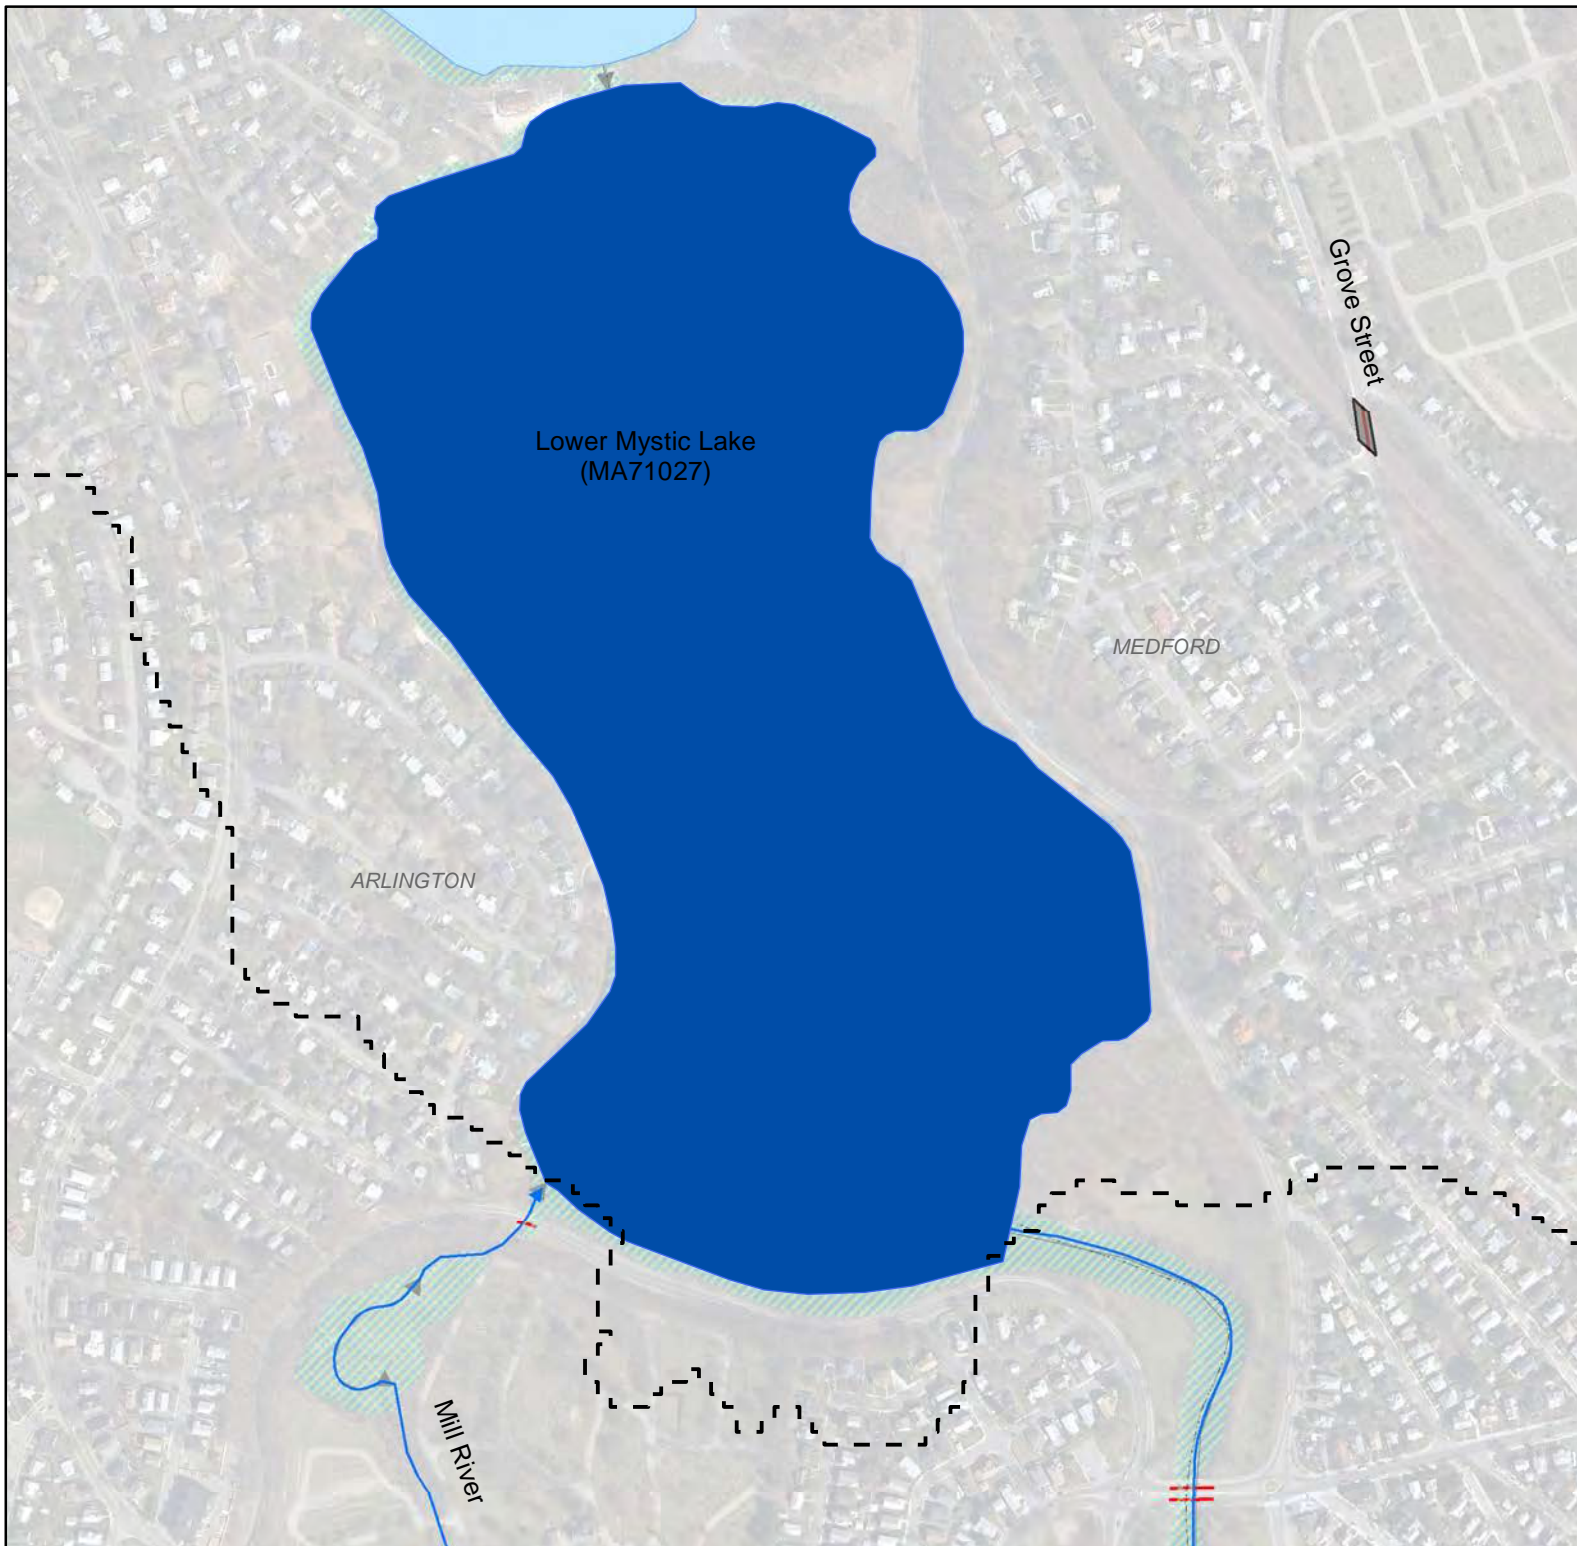 Grove Street
Lower Mystic Lake
(MA71027)
MEDFORD
ARLINGTON
Mill River